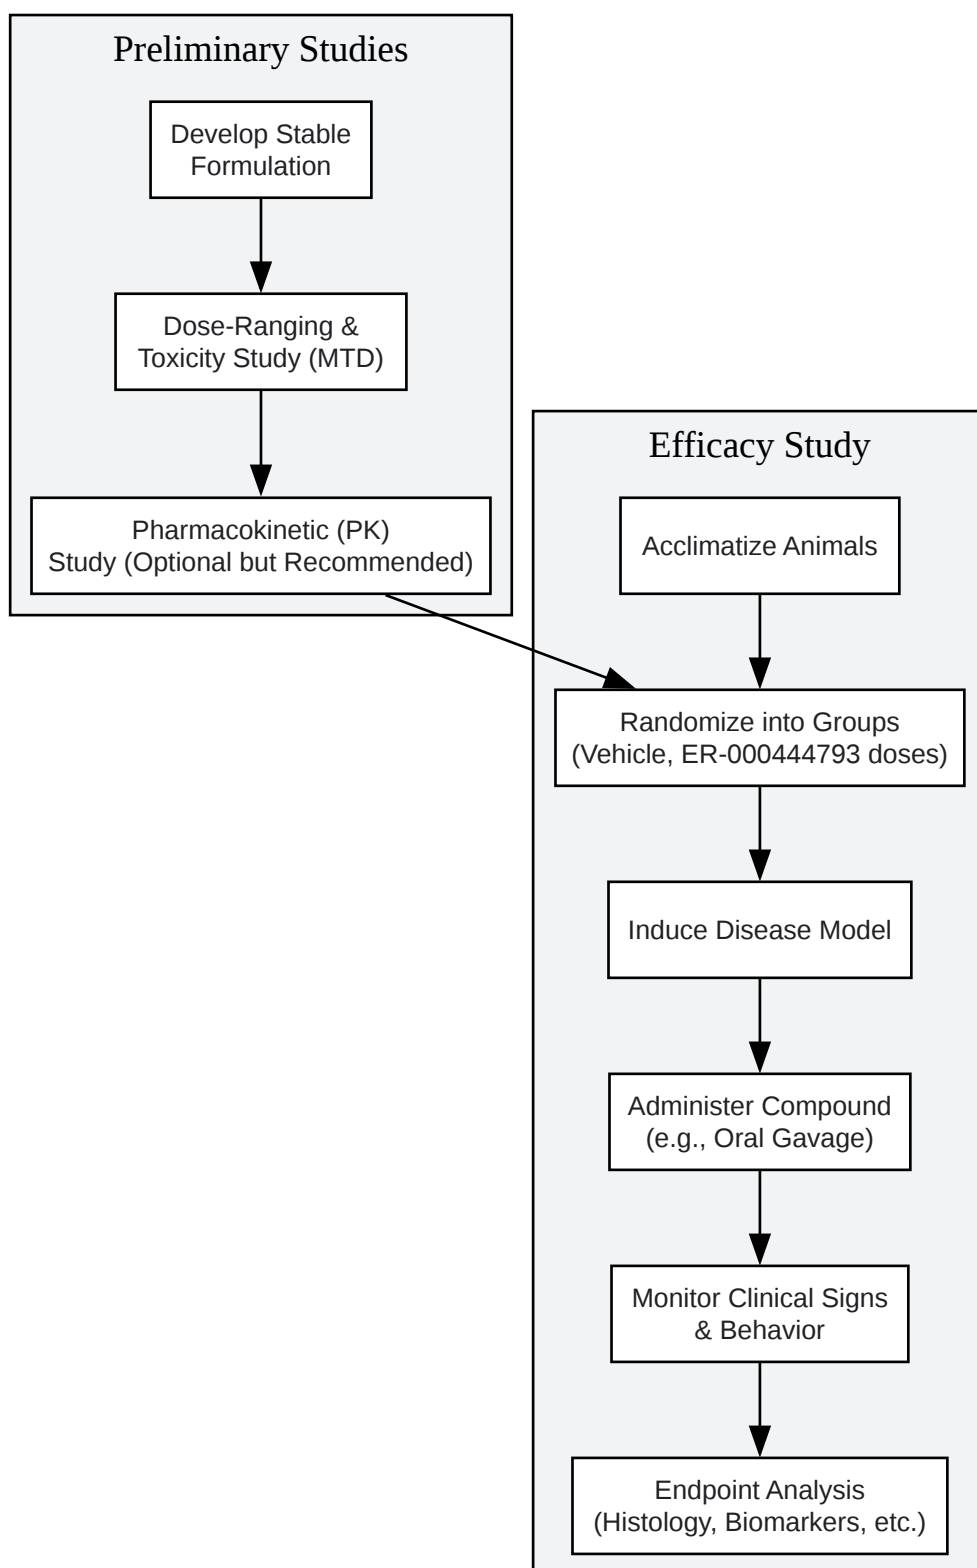 Preliminary Studies
Develop Stable
Formulation
Dose-Ranging &
Toxicity Study (MTD)
Pharmacokinetic (PK)
Study (Optional but Recommended)
Efficacy Study
Acclimatize Animals
Randomize into Groups
(Vehicle, ER-000444793 doses)
Induce Disease Model
Administer Compound
(e.g., Oral Gavage)
Monitor Clinical Signs
& Behavior
Endpoint Analysis
(Histology, Biomarkers, etc.)